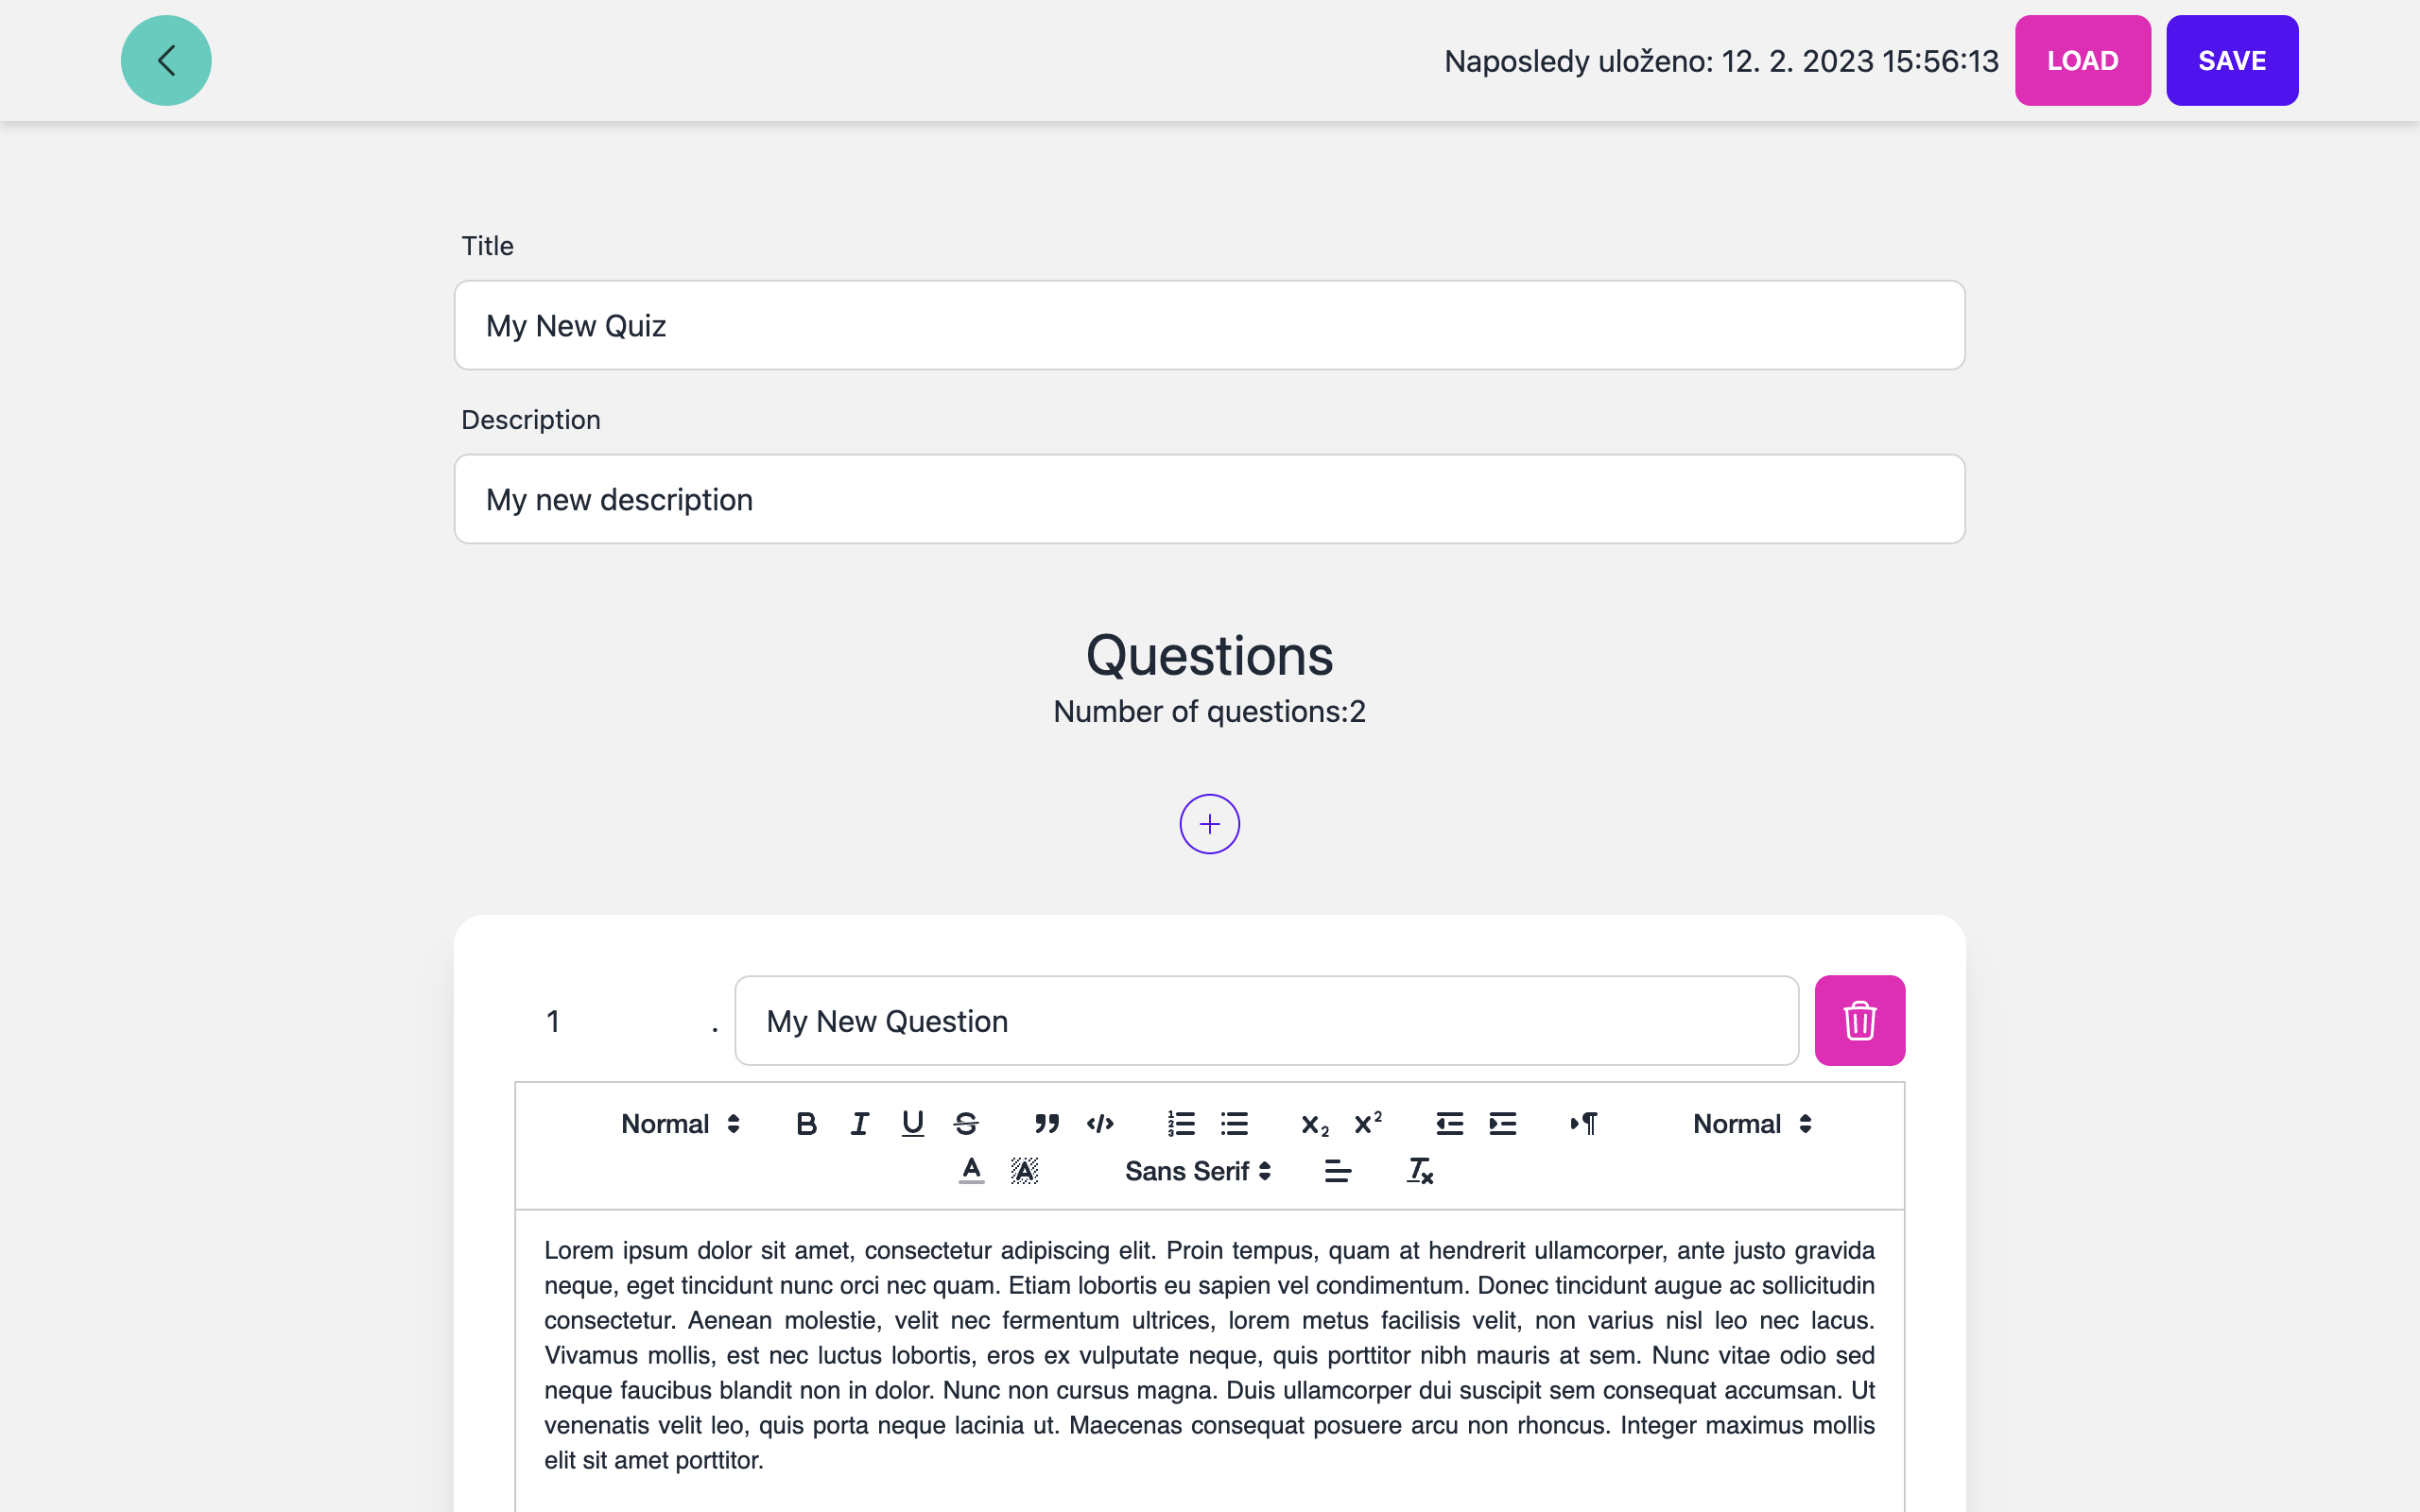 Naposledy uloženo: 12. 2. 2023 15:56:13 LOAD SAVE
Title
My New Quiz
Description
My new description
Questions
Number of questions:2
1 . My New Question
Normal
Normal
Sans Serif
Lorem ipsum dolor sit amet, consectetur adipiscing elit. Proin tempus, quam at hendrerit ullamcorper, ante justo gravida
neque, eget tincidunt nunc orci nec quam. Etiam lobortis eu sapien vel condimentum. Donec tincidunt augue ac sollicitudin
consectetur. Aenean molestie, velit nec fermentum ultrices, lorem metus facilisis velit, non varius nisl leo nec lacus.
Vivamus mollis, est nec luctus lobortis, eros ex vulputate neque, quis porttitor nibh mauris at sem. Nunc vitae odio sed
neque faucibus blandit non in dolor. Nunc non cursus magna. Duis ullamcorper dui suscipit sem consequat accumsan. Ut
venenatis velit leo, quis porta neque lacinia ut. Maecenas consequat posuere arcu non rhoncus. Integer maximus mollis
elit sit amet porttitor.